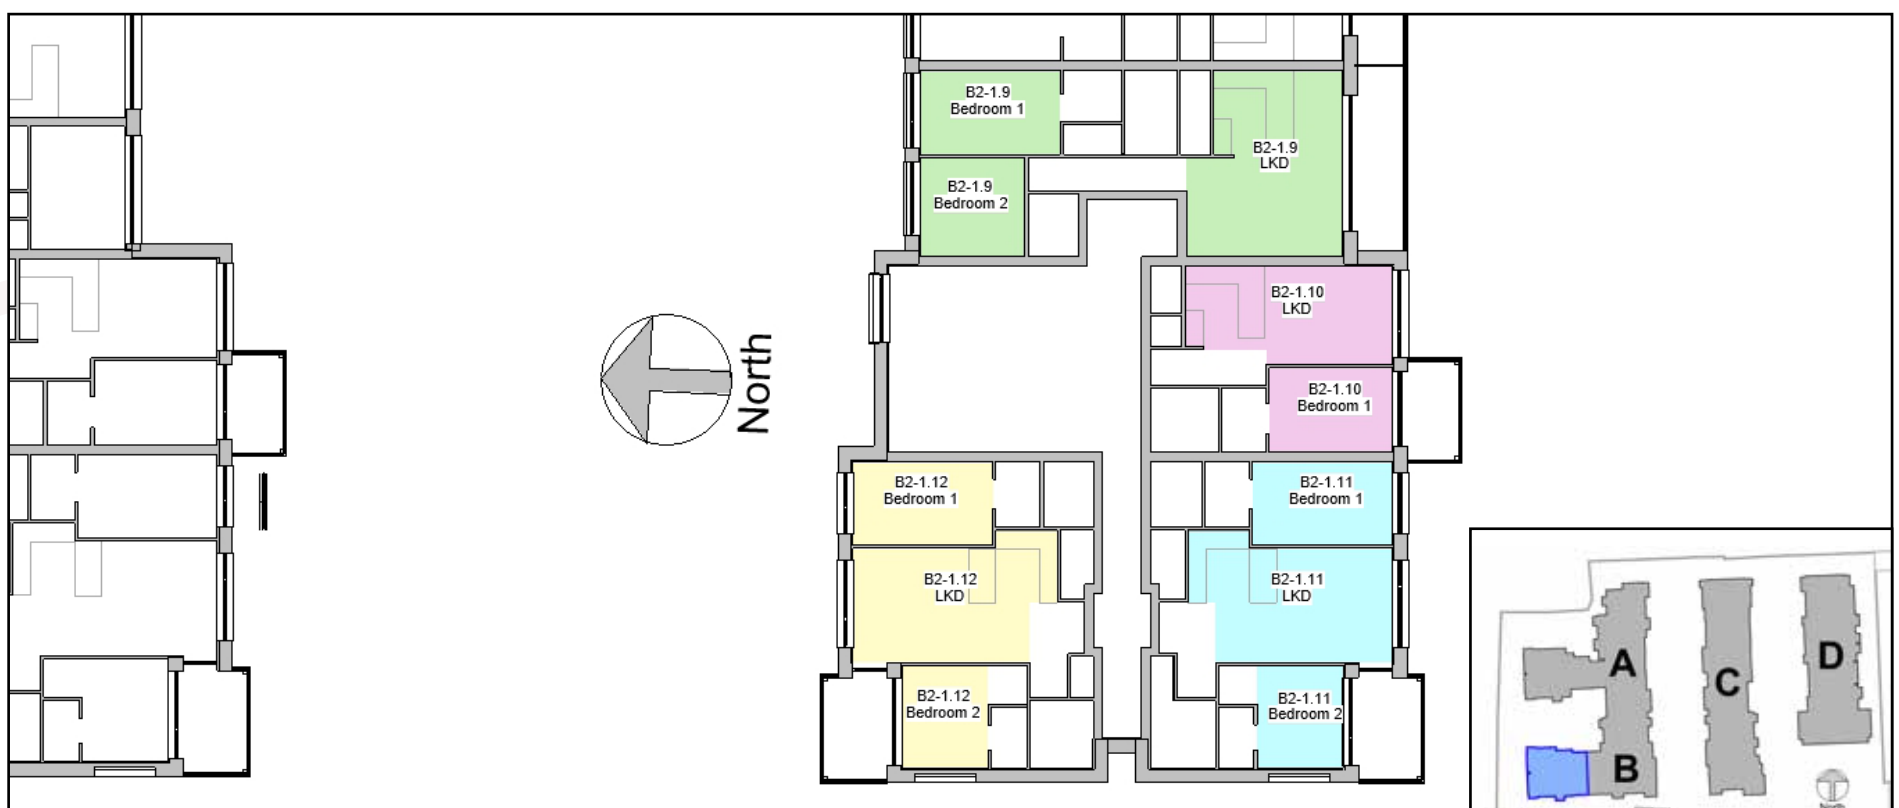 B2-1.9
Bedroom 1
B2-1.9
LKD
B2-1.9
Bedroom 2
B2-1.10
LKD
North
B2-1.10
Bedroom 1
B2-1.12
Bedroom 1
B2-1.11
Bedroom 1
B2-1.12
LKD
B2-1.11
LKD
B2-1.12
Bedroom 2
B2-1.11
Bedroom 2
A
C
D
B